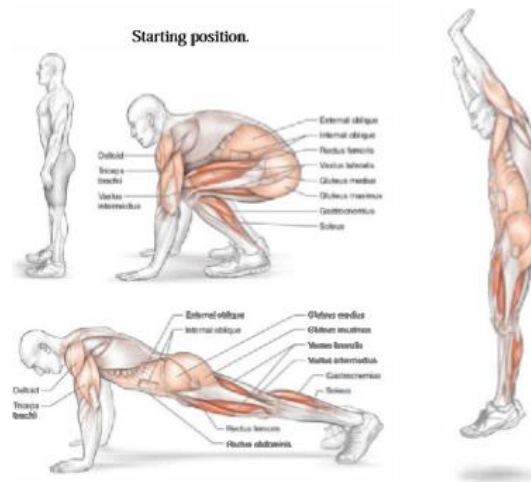 Starting position.
External oblique
Internal oblique
Rectus femoris
Vastus lateralis
Gluteus medius
Gluteus maximus
Gastrocnemius
Soleus
Deltoid
Triceps
brachii
Vastus
intermedius
External oblique
Internal oblique
Gluteus medius
Gluteus maximus
Vastus lateralis
Vastus intermedius
Gastrocnemius
Soleus
Deltoid
Triceps
brachii
Rectus femoris
Rectus abdominis